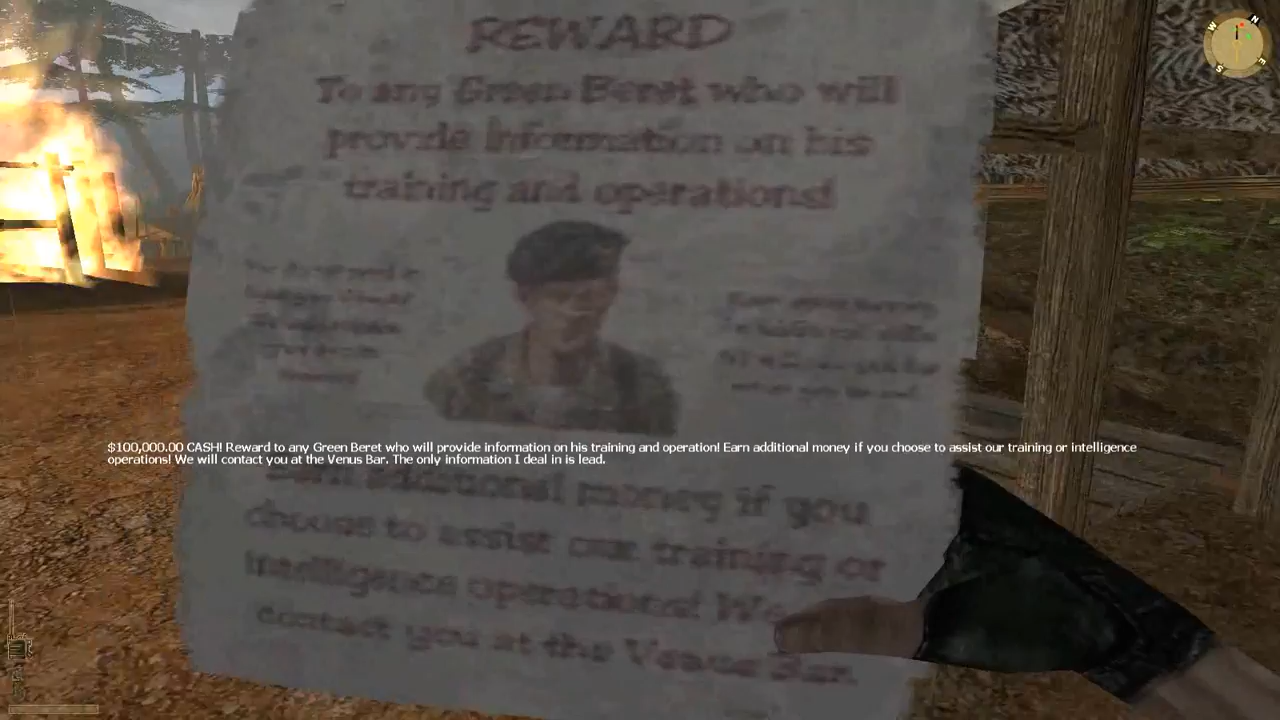 REWARD
To any Green Beret who will
provide information on his
training and operations!
$100,000.00 CASH! Reward to any Green Beret who will provide information on his training and operation! Earn additional money if you choose to assist our training or intelligence
operations! We will contact you at the Venus Bar. The only information I deal in is lead.
Earn additional money if you
choose to assist our training or
intelligence operations! We
contact you at the Venus Bar.
W
N
S
E